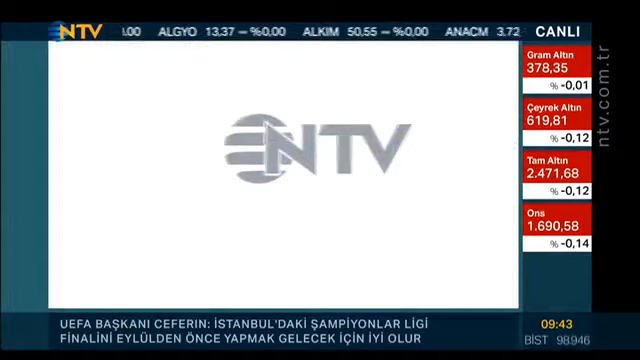 NTV
1.00 ALGYO 13,37 -%0,00 ALKIM 50,55 -%0,00 ANACM 3.72
CANLI
Gram Altın
378,35
% -0,01
Çeyrek Altın
619,81
% -0,12
Tam Altın
2.471,68
% -0,12
Ons
1.690,58
% -0,14
ntv.com.tr
NTV
UEFA BAŞKANI CEFERIN: İSTANBUL'DAKİ ŞAMPİYONLAR LİGİ
FİNALİNİ EYLÜLDEN ÖNCE YAPMAK GELECEK İÇİN İYİ OLUR
09:43
BİST 98.946